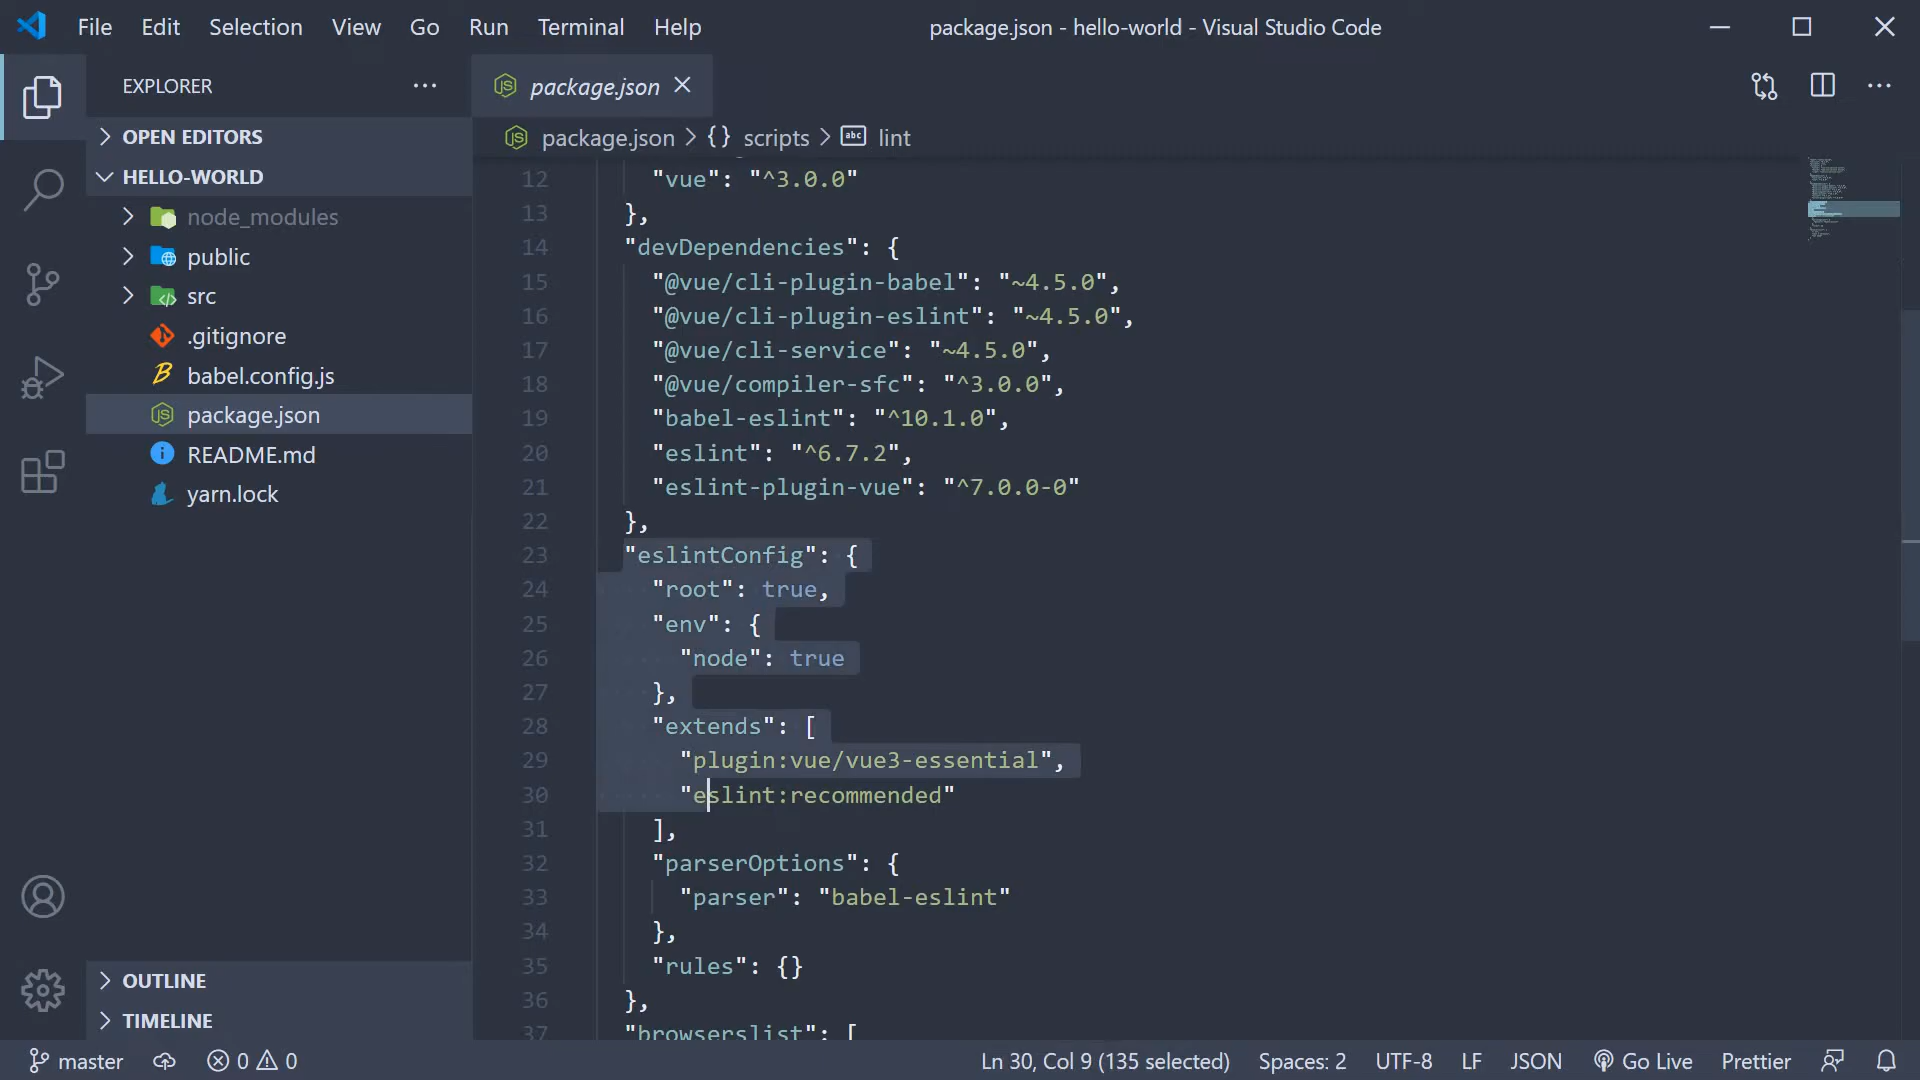 File Edit Selection View Go Run Terminal Help
package.json - hello-world - Visual Studio Code
EXPLORER
OPEN EDITORS
HELLO-WORLD
node_modules
public
src
.gitignore
babel.config.js
package.json
README.md
yarn.lock
OUTLINE
TIMELINE
package.json
package.json > {} scripts > abc lint
12 "vue": "^3.0.0"
13 },
14 "devDependencies": {
15 "@vue/cli-plugin-babel": "~4.5.0",
16 "@vue/cli-plugin-eslint": "~4.5.0",
17 "@vue/cli-service": "~4.5.0",
18 "@vue/compiler-sfc": "^3.0.0",
19 "babel-eslint": "^10.1.0",
20 "eslint": "^6.7.2",
21 "eslint-plugin-vue": "^7.0.0-0"
22 },
23 "eslintConfig": {
24 "root": true,
25 "env": {
26 "node": true
27 },
28 "extends": [
29 "plugin:vue/vue3-essential",
30 "eslint:recommended"
31 ],
32 "parserOptions": {
33 "parser": "babel-eslint"
34 },
35 "rules": {}
36 },
37 "browserslist": [
master 0 0 Ln 30, Col 9 (135 selected) Spaces: 2 UTF-8 LF JSON Go Live Prettier